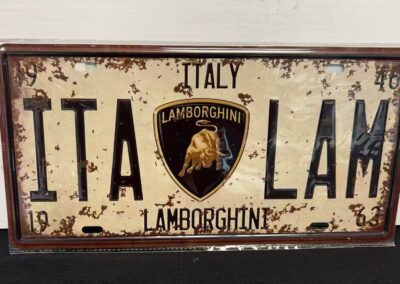 ITALY
9 46
ITA LAMBORGHINI LAM
19 63
LAMBORGHINI